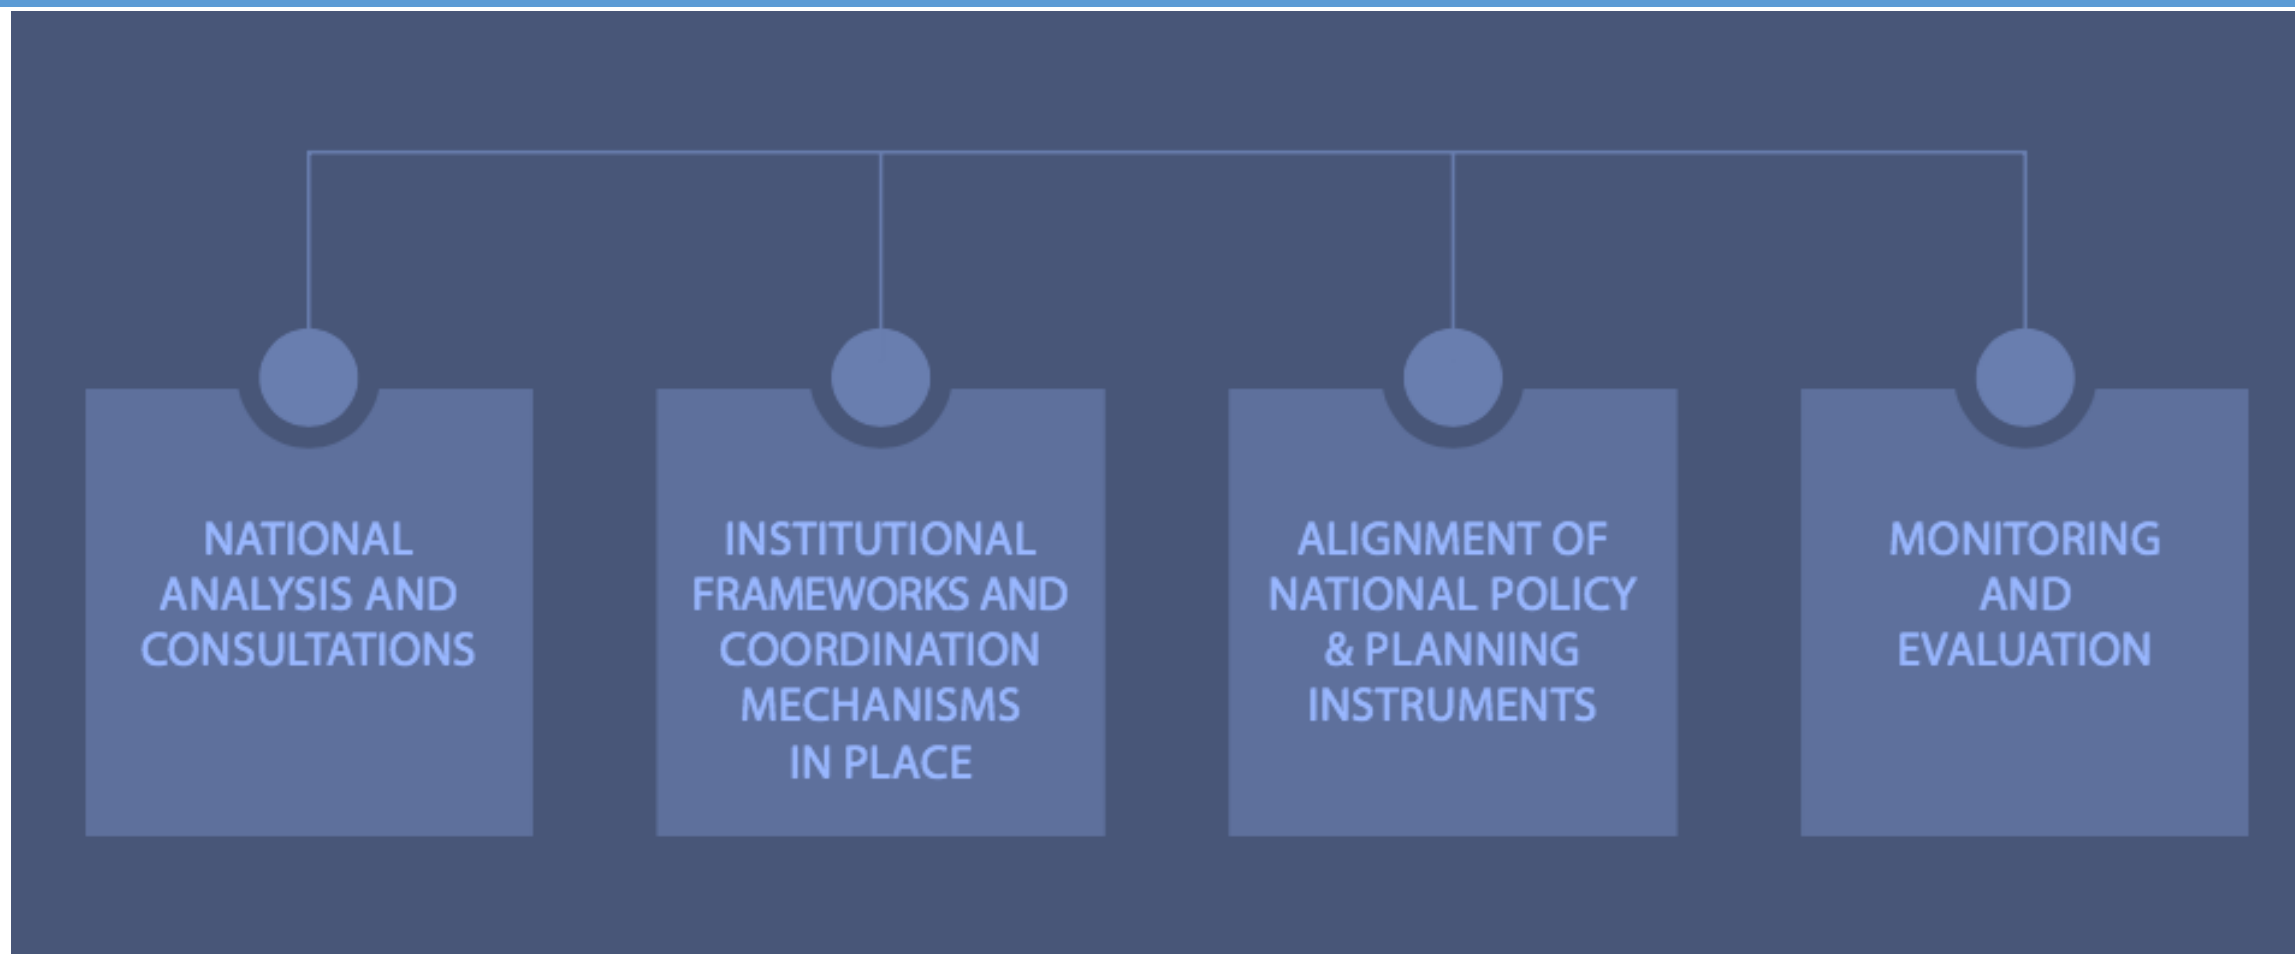 NATIONAL
ANALYSIS AND
CONSULTATIONS
INSTITUTIONAL
FRAMEWORKS AND
COORDINATION
MECHANISMS
IN PLACE
ALIGNMENT OF
NATIONAL POLICY
& PLANNING
INSTRUMENTS
MONITORING
AND
EVALUATION